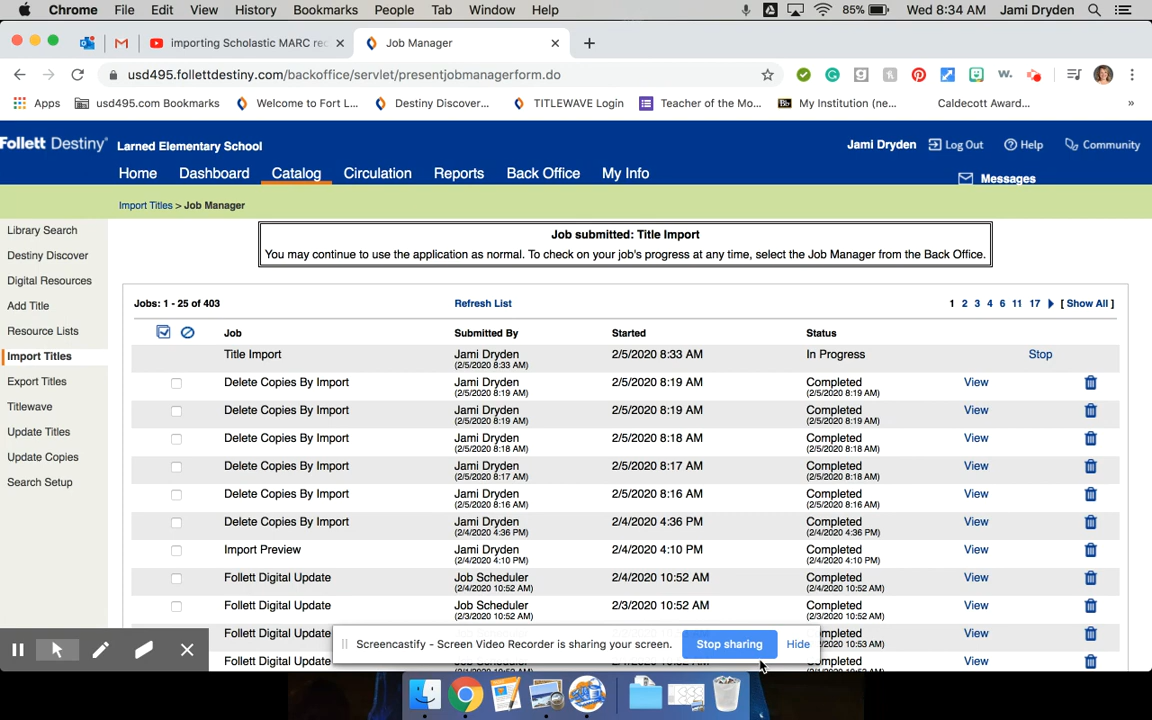 Chrome File Edit View History Bookmarks People Tab Window Help 85% Wed 8:34 AM Jami Dryden
importing Scholastic MARC rec Job Manager
usd495.follettdestiny.com/backoffice/servlet/presentjobmanagerform.do
Apps usd495.com Bookmarks Welcome to Fort L... Destiny Discover... TITLEWAVE Login Teacher of the Mo... Bb My Institution (ne... Caldecott Award... »
Follett Destiny Larned Elementary School Jami Dryden Log Out Help Community
Home Dashboard Catalog Circulation Reports Back Office My Info Messages
Import Titles > Job Manager
Library Search
Destiny Discover
Digital Resources
Add Title
Resource Lists
Import Titles
Export Titles
Titlewave
Update Titles
Update Copies
Search Setup
Job submitted: Title Import
You may continue to use the application as normal. To check on your job's progress at any time, select the Job Manager from the Back Office.
Jobs: 1 - 25 of 403 Refresh List 1 2 3 4 6 11 17 [ Show All ]
Job Submitted By Started Status
Title Import Jami Dryden 2/5/2020 8:33 AM In Progress Stop
(2/5/2020 8:33 AM)
Delete Copies By Import Jami Dryden 2/5/2020 8:19 AM Completed View
(2/5/2020 8:19 AM) (2/5/2020 8:19 AM)
Delete Copies By Import Jami Dryden 2/5/2020 8:19 AM Completed View
(2/5/2020 8:19 AM) (2/5/2020 8:19 AM)
Delete Copies By Import Jami Dryden 2/5/2020 8:18 AM Completed View
(2/5/2020 8:18 AM) (2/5/2020 8:18 AM)
Delete Copies By Import Jami Dryden 2/5/2020 8:17 AM Completed View
(2/5/2020 8:17 AM) (2/5/2020 8:17 AM)
Delete Copies By Import Jami Dryden 2/5/2020 8:16 AM Completed View
(2/5/2020 8:16 AM) (2/5/2020 8:16 AM)
Delete Copies By Import Jami Dryden 2/4/2020 4:36 PM Completed View
(2/4/2020 4:36 PM) (2/4/2020 4:36 PM)
Import Preview Jami Dryden 2/4/2020 4:10 PM Completed View
(2/4/2020 4:10 PM) (2/4/2020 4:10 PM)
Follett Digital Update Job Scheduler 2/4/2020 10:52 AM Completed View
(2/4/2020 10:52 AM) (2/4/2020 10:52 AM)
Follett Digital Update Job Scheduler 2/3/2020 10:52 AM Completed View
(2/3/2020 10:52 AM) (2/3/2020 10:52 AM)
Follett Digital Update View
10:53 AM)
Follett Digital Update Completed View
Screencastify - Screen Video Recorder is sharing your screen. Stop sharing Hide